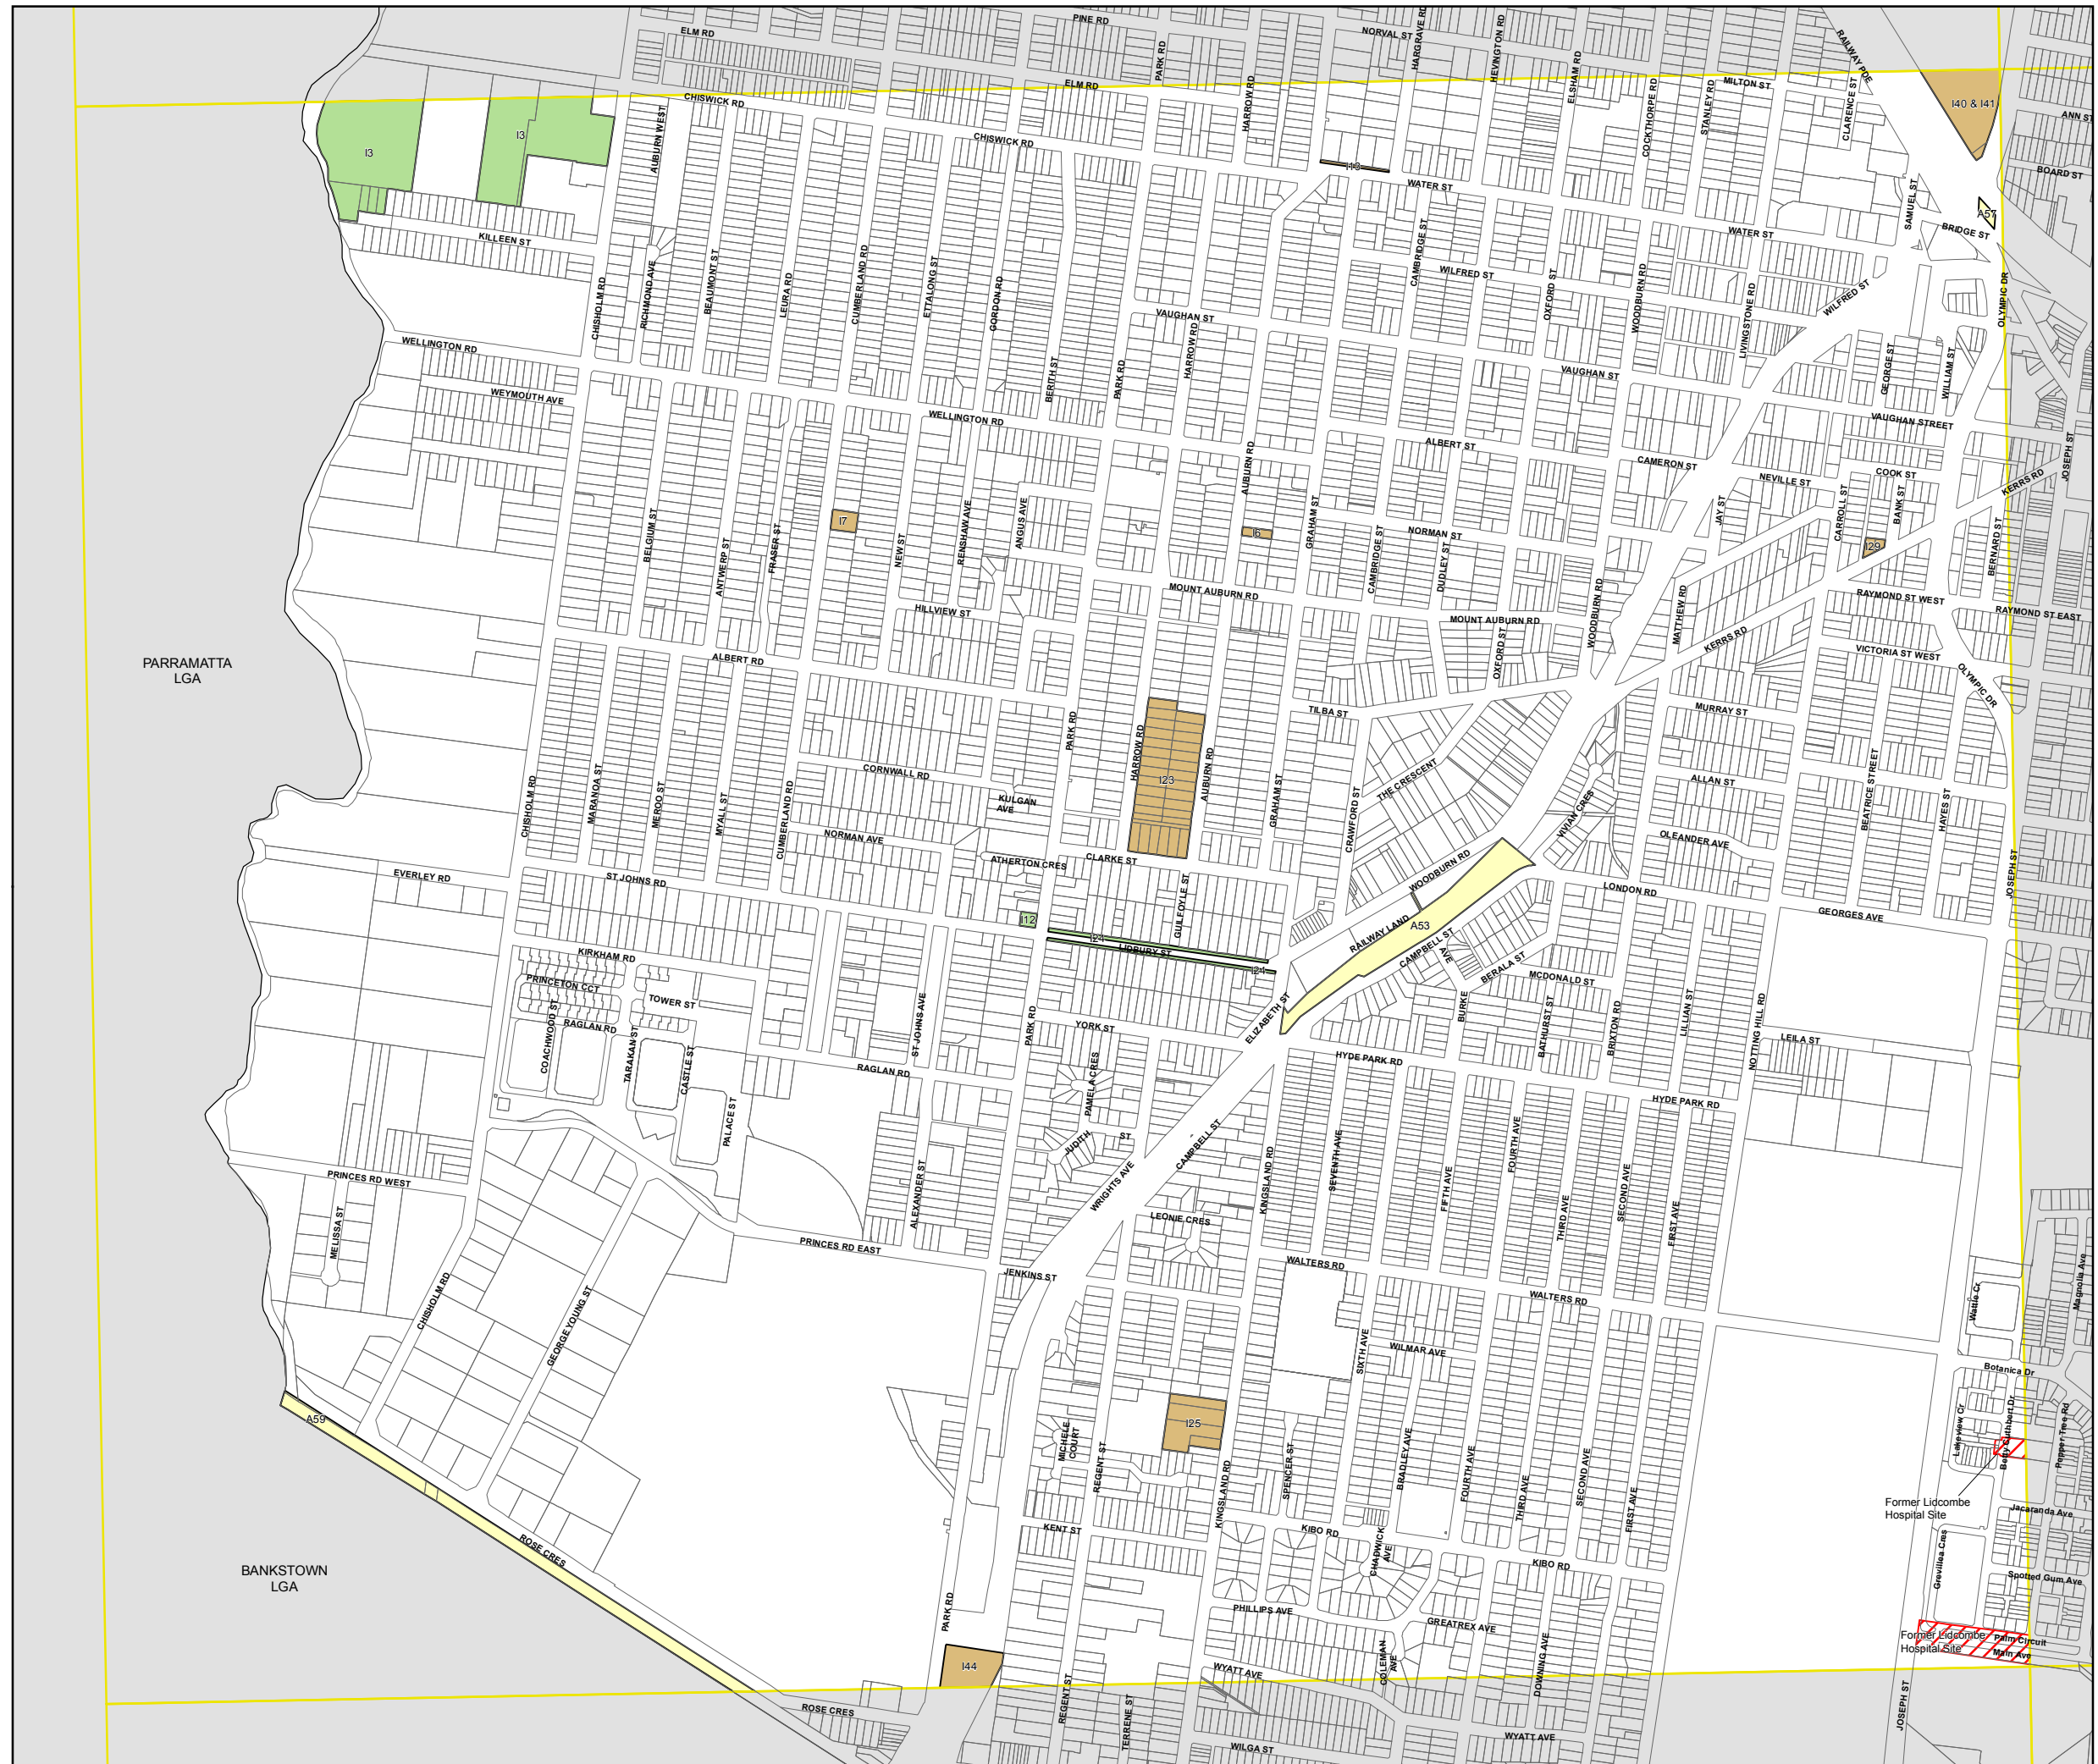 PINE RD
ELM RD
NORVAL ST
HARGRAVE RD
HEVINGTON RD
RAILWAY PDE
PARK RD
ELSHAM RD
ELM RD
MILTON ST
CHISWICK RD
HARROW RD
COCKTHORPE RD
STANLEY RD
CLARENCE ST
I40 & I41
ANN ST
AUBURN WEST
I3
I3
CHISWICK RD
I13
WATER ST
BOARD ST
SAMUEL ST
A57
BRIDGE ST
KILLEEN ST
WATER ST
CAMBRIDGE ST
WILFRED ST
CHISHOLM RD
RICHMOND AVE
BEAUMONT ST
LEURA RD
CUMBERLAND RD
ETTALONG ST
GORDON RD
OXFORD ST
WOODBURN RD
LIVINGSTONE RD
WILFRED ST
OLYMPIC DR
VAUGHAN ST
HARROW RD
WELLINGTON RD
BERITH ST
PARK RD
VAUGHAN ST
GEORGE ST
WILLIAM ST
WEYMOUTH AVE
WELLINGTON RD
VAUGHAN STREET
ALBERT ST
AUBURN RD
CAMERON ST
JOSEPH ST
COOK ST
NEVILLE ST
KERRS RD
BELGIUM ST
ANTWERP ST
FRASER ST
I7
NEW ST
RENSHAW AVE
ANGUS AVE
I6
GRAHAM ST
CAMBRIDGE ST
NORMAN ST
DUDLEY ST
JAY ST
CARROLL ST
BANK ST
I29
BERNARD ST
MOUNT AUBURN RD
HILLVIEW ST
MOUNT AUBURN RD
WOODBURN RD
MATTHEW RD
RAYMOND ST WEST
RAYMOND ST EAST
PARRAMATTA
LGA
ALBERT RD
OXFORD ST
KERRS RD
VICTORIA ST WEST
OLYMPIC DR
TILBA ST
MURRAY ST
PARK RD
HARROW RD
I23
AUBURN RD
CORNWALL RD
THE CRESCENT
ALLAN ST
CHISHOLM RD
MARANOA ST
MEROO ST
MYALL ST
CUMBERLAND RD
KULGAN
AVE
GRAHAM ST
CRAWFORD ST
VIVIAN CRES
BEATRICE STREET
HAYES ST
NORMAN AVE
OLEANDER AVE
ATHERTON CRES
CLARKE ST
WOODBURN RD
JOSEPH ST
EVERLEY RD
ST JOHNS RD
LONDON RD
I12
GUILFOYLE ST
GEORGES AVE
I24
LIDBURY ST
I24
RAILWAY LAND
A53
CAMPBELL ST
KIRKHAM RD
PRINCETON CCT
TOWER ST
BURKE
AVE
BERALA ST
MCDONALD ST
COACHWOOD ST
RAGLAN RD
TARAKAN ST
CASTLE ST
ST JOHNS AVE
PARK RD
YORK ST
ELIZABETH ST
BATHURST ST
BRIXTON RD
LILLIAN ST
NOTTING HILL RD
LEILA ST
HYDE PARK RD
RAGLAN RD
PAMELA CRES
HYDE PARK RD
PALACE ST
JUDITH
ST
CAMPBELL ST
PRINCES RD WEST
ALEXANDER ST
WRIGHTS AVE
KINGSLAND RD
SEVENTH AVE
FIFTH AVE
FOURTH AVE
THIRD AVE
SECOND AVE
FIRST AVE
MELISSA ST
LEONIE CRES
PRINCES RD EAST
JENKINS ST
WALTERS RD
CHISHOLM RD
GEORGE YOUNG ST
WALTERS RD
Wattle Cr
Magnolia Ave
SIXTH AVE
WILMAR AVE
Botanica Dr
A59
I25
MICHELE
COURT
REGENT ST
KINGSLAND RD
SPENCER ST
BRADLEY AVE
FOURTH AVE
THIRD AVE
SECOND AVE
FIRST AVE
Lakeview Cr
Betty Cuthbert Dr
Pepper Tree Rd
Former Lidcombe
Hospital Site
Jacaranda Ave
ROSE CRES
KENT ST
KIBO RD
CHADWICK
AVE
KIBO RD
Grevillea Cres
Spotted Gum Ave
BANKSTOWN
LGA
PARK RD
PHILLIPS AVE
GREATREX AVE
Former Lidcombe
Hospital Site
Palm Circuit
Main Ave
I44
WYATT AVE
COLEMAN
AVE
DOWNING AVE
REGENT ST
TERRENE ST
ROSE CRES
JOSEPH ST
WYATT AVE
WILGA ST